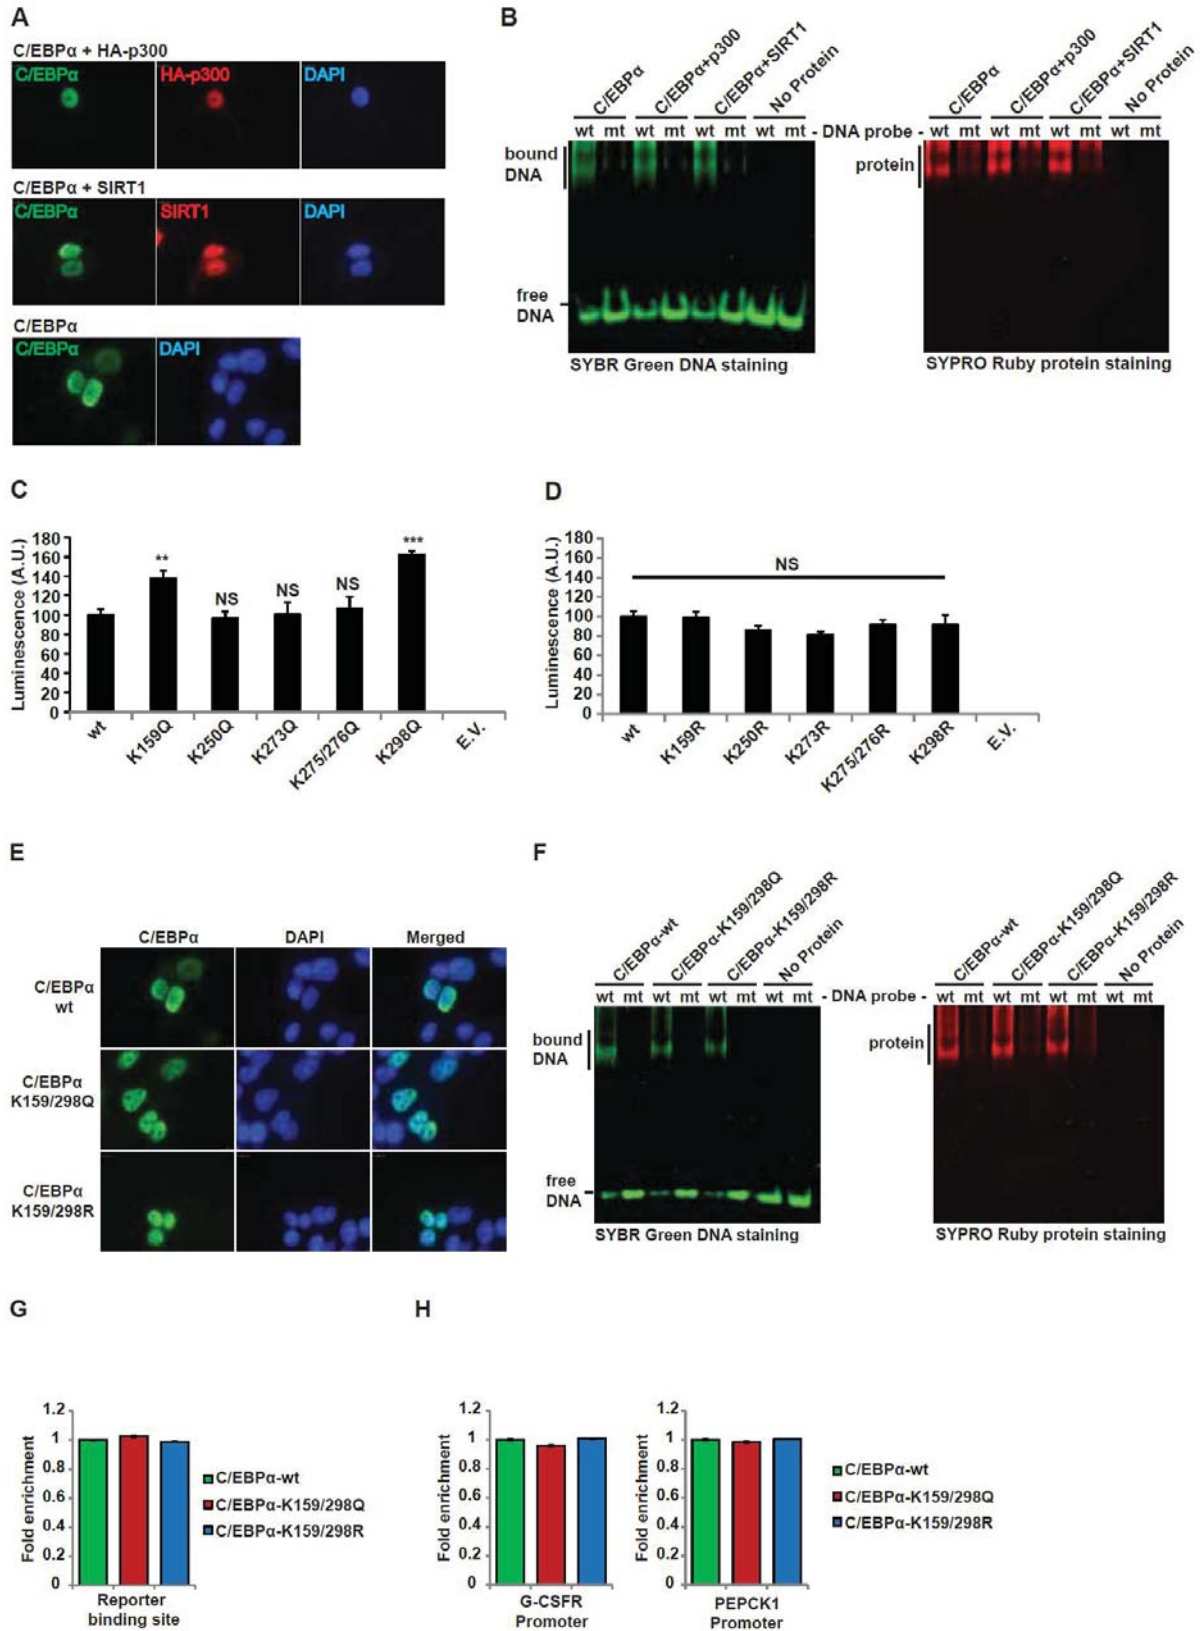 A
C/EBPα + HA-p300
C/EBPα HA-p300 DAPI
C/EBPα + SIRT1
C/EBPα SIRT1 DAPI
C/EBPα
C/EBPα DAPI
B
C/EBPα C/EBPα+p300 C/EBPα+SIRT1 No Protein
wt mt wt mt wt mt wt mt
- DNA probe -
bound
DNA
free
DNA
SYBR Green DNA staining
C/EBPα C/EBPα+p300 C/EBPα+SIRT1 No Protein
wt mt wt mt wt mt wt mt
protein
SYPRO Ruby protein staining
C
Luminescence (A.U.)
180
160
140
120
100
80
60
40
20
0
** NS NS NS ***
wt K159Q K250Q K273Q K275/276Q K298Q E.V.
D
Luminescence (A.U.)
180
160
140
120
100
80
60
40
20
0
NS
wt K159R K250R K273R K275/276R K298R E.V.
E
C/EBPα DAPI Merged
C/EBPα
wt
C/EBPα
K159/298Q
C/EBPα
K159/298R
F
C/EBPα-wt C/EBPα-K159/298Q C/EBPα-K159/298R No Protein
wt mt wt mt wt mt wt mt
- DNA probe -
bound
DNA
free
DNA
SYBR Green DNA staining
C/EBPα-wt C/EBPα-K159/298Q C/EBPα-K159/298R No Protein
wt mt wt mt wt mt wt mt
protein
SYPRO Ruby protein staining
G
Fold enrichment
1.2
1
0.8
0.6
0.4
0.2
0
Reporter
binding site
C/EBPα-wt
C/EBPα-K159/298Q
C/EBPα-K159/298R
H
Fold enrichment
1.2
1
0.8
0.6
0.4
0.2
0
G-CSFR
Promoter
Fold enrichment
1.2
1
0.8
0.6
0.4
0.2
0
PEPCK1
Promoter
C/EBPα-wt
C/EBPα-K159/298Q
C/EBPα-K159/298R